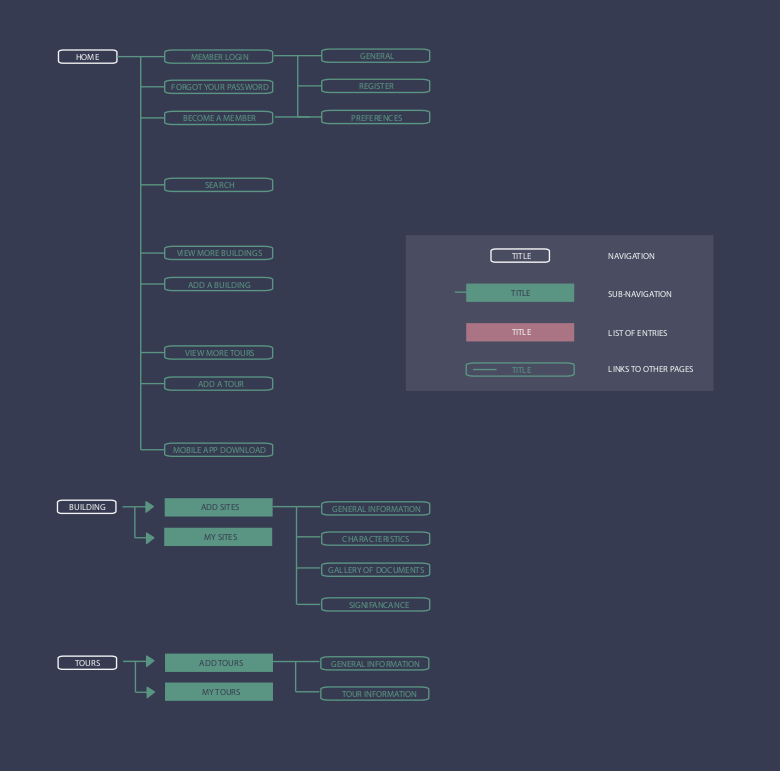 HOME
MEMBER LOGIN
GENERAL
FORGOT YOUR PASSWORD
REGISTER
BECOME A MEMBER
PREFERENCES
SEARCH
VIEW MORE BUILDINGS
ADD A BUILDING
VIEW MORE TOURS
ADD A TOUR
MOBILE APP DOWNLOAD
TITLE NAVIGATION
TITLE SUB-NAVIGATION
TITLE LIST OF ENTRIES
TITLE LINKS TO OTHER PAGES
BUILDING
ADD SITES
GENERAL INFORMATION
MY SITES
CHARACTERISTICS
GALLERY OF DOCUMENTS
SIGNIFANCANCE
TOURS
ADD TOURS
GENERAL INFORMATION
MY TOURS
TOUR INFORMATION